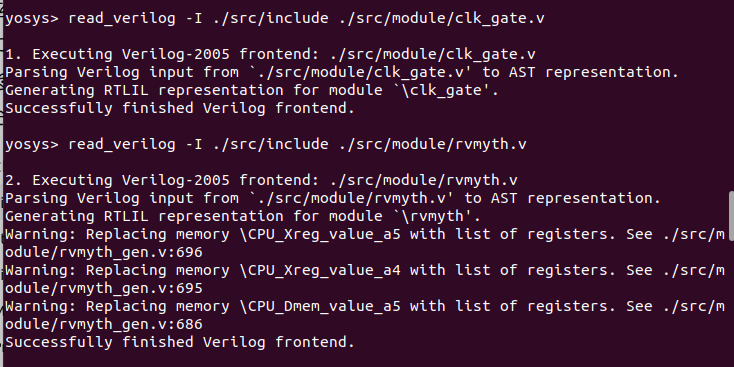 yosys> read_verilog -I ./src/include ./src/module/clk_gate.v
1. Executing Verilog-2005 frontend: ./src/module/clk_gate.v
Parsing Verilog input from `./src/module/clk_gate.v' to AST representation.
Generating RTLIL representation for module `\clk_gate'.
Successfully finished Verilog frontend.
yosys> read_verilog -I ./src/include ./src/module/rvmyth.v
2. Executing Verilog-2005 frontend: ./src/module/rvmyth.v
Parsing Verilog input from `./src/module/rvmyth.v' to AST representation.
Generating RTLIL representation for module `\rvmyth'.
Warning: Replacing memory \CPU_Xreg_value_a5 with list of registers. See ./src/m
odule/rvmyth_gen.v:696
Warning: Replacing memory \CPU_Xreg_value_a4 with list of registers. See ./src/m
odule/rvmyth_gen.v:695
Warning: Replacing memory \CPU_Dmem_value_a5 with list of registers. See ./src/m
odule/rvmyth_gen.v:686
Successfully finished Verilog frontend.